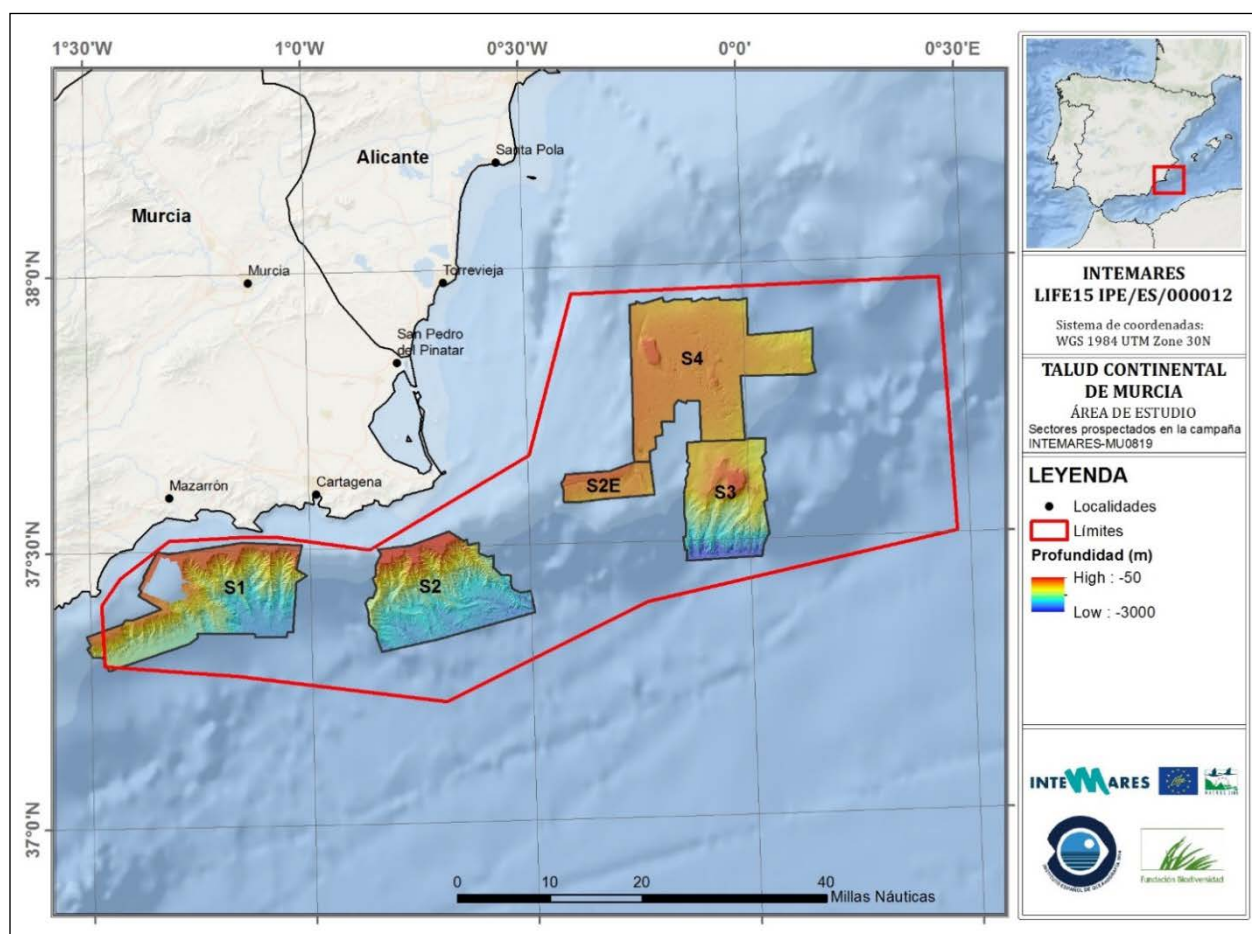 1°30'W
1°0'W
0°30'W
0°0'
0°30'E
38°0'N
37°30'N
37°0'N
Santa Pola
Alicante
Murcia
Murcia
Torrevieja
San Pedro
del Pinatar
Mazarrón
Cartagena
S4
S2E
S3
S1
S2
0
10
20
40
Millas Náuticas
INTEMARES
LIFE15 IPE/ES/000012
Sistema de coordenadas:
WGS 1984 UTM Zone 30N
TALUD CONTINENTAL
DE MURCIA
ÁREA DE ESTUDIO
Sectores prospectados en la campaña
INTEMARES-MU0819
LEYENDA
Localidades
Límites
Profundidad (m)
High : -50
Low : -3000
INTEMARES
INSTITUTO ESPAÑOL DE OCEANOGRAFÍA
Fundación Biodiversidad